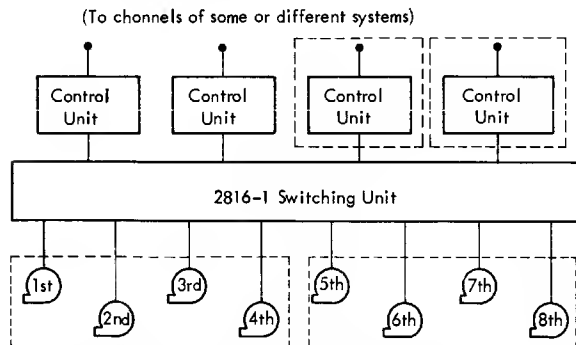 (To channels of some or different systems)
Control Unit
Control Unit
Control Unit
Control Unit
2816-1 Switching Unit
1st
2nd
3rd
4th
5th
6th
7th
8th